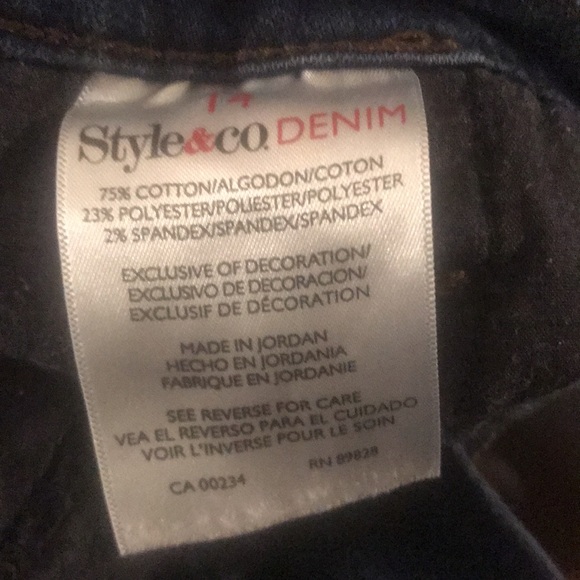 14
Style&co. DENIM
75% COTTON/ALGODON/COTON
23% POLYESTER/POLIESTER/POLYESTER
2% SPANDEX/SPANDEX/SPANDEX
EXCLUSIVE OF DECORATION/
EXCLUSIVO DE DECORACION/
EXCLUSIF DE DÉCORATION
MADE IN JORDAN
HECHO EN JORDANIA
FABRIQUE EN JORDANIE
SEE REVERSE FOR CARE
VEA EL REVERSO PARA EL CUIDADO
VOIR L'INVERSE POUR LE SOIN
CA 00234 RN 89828